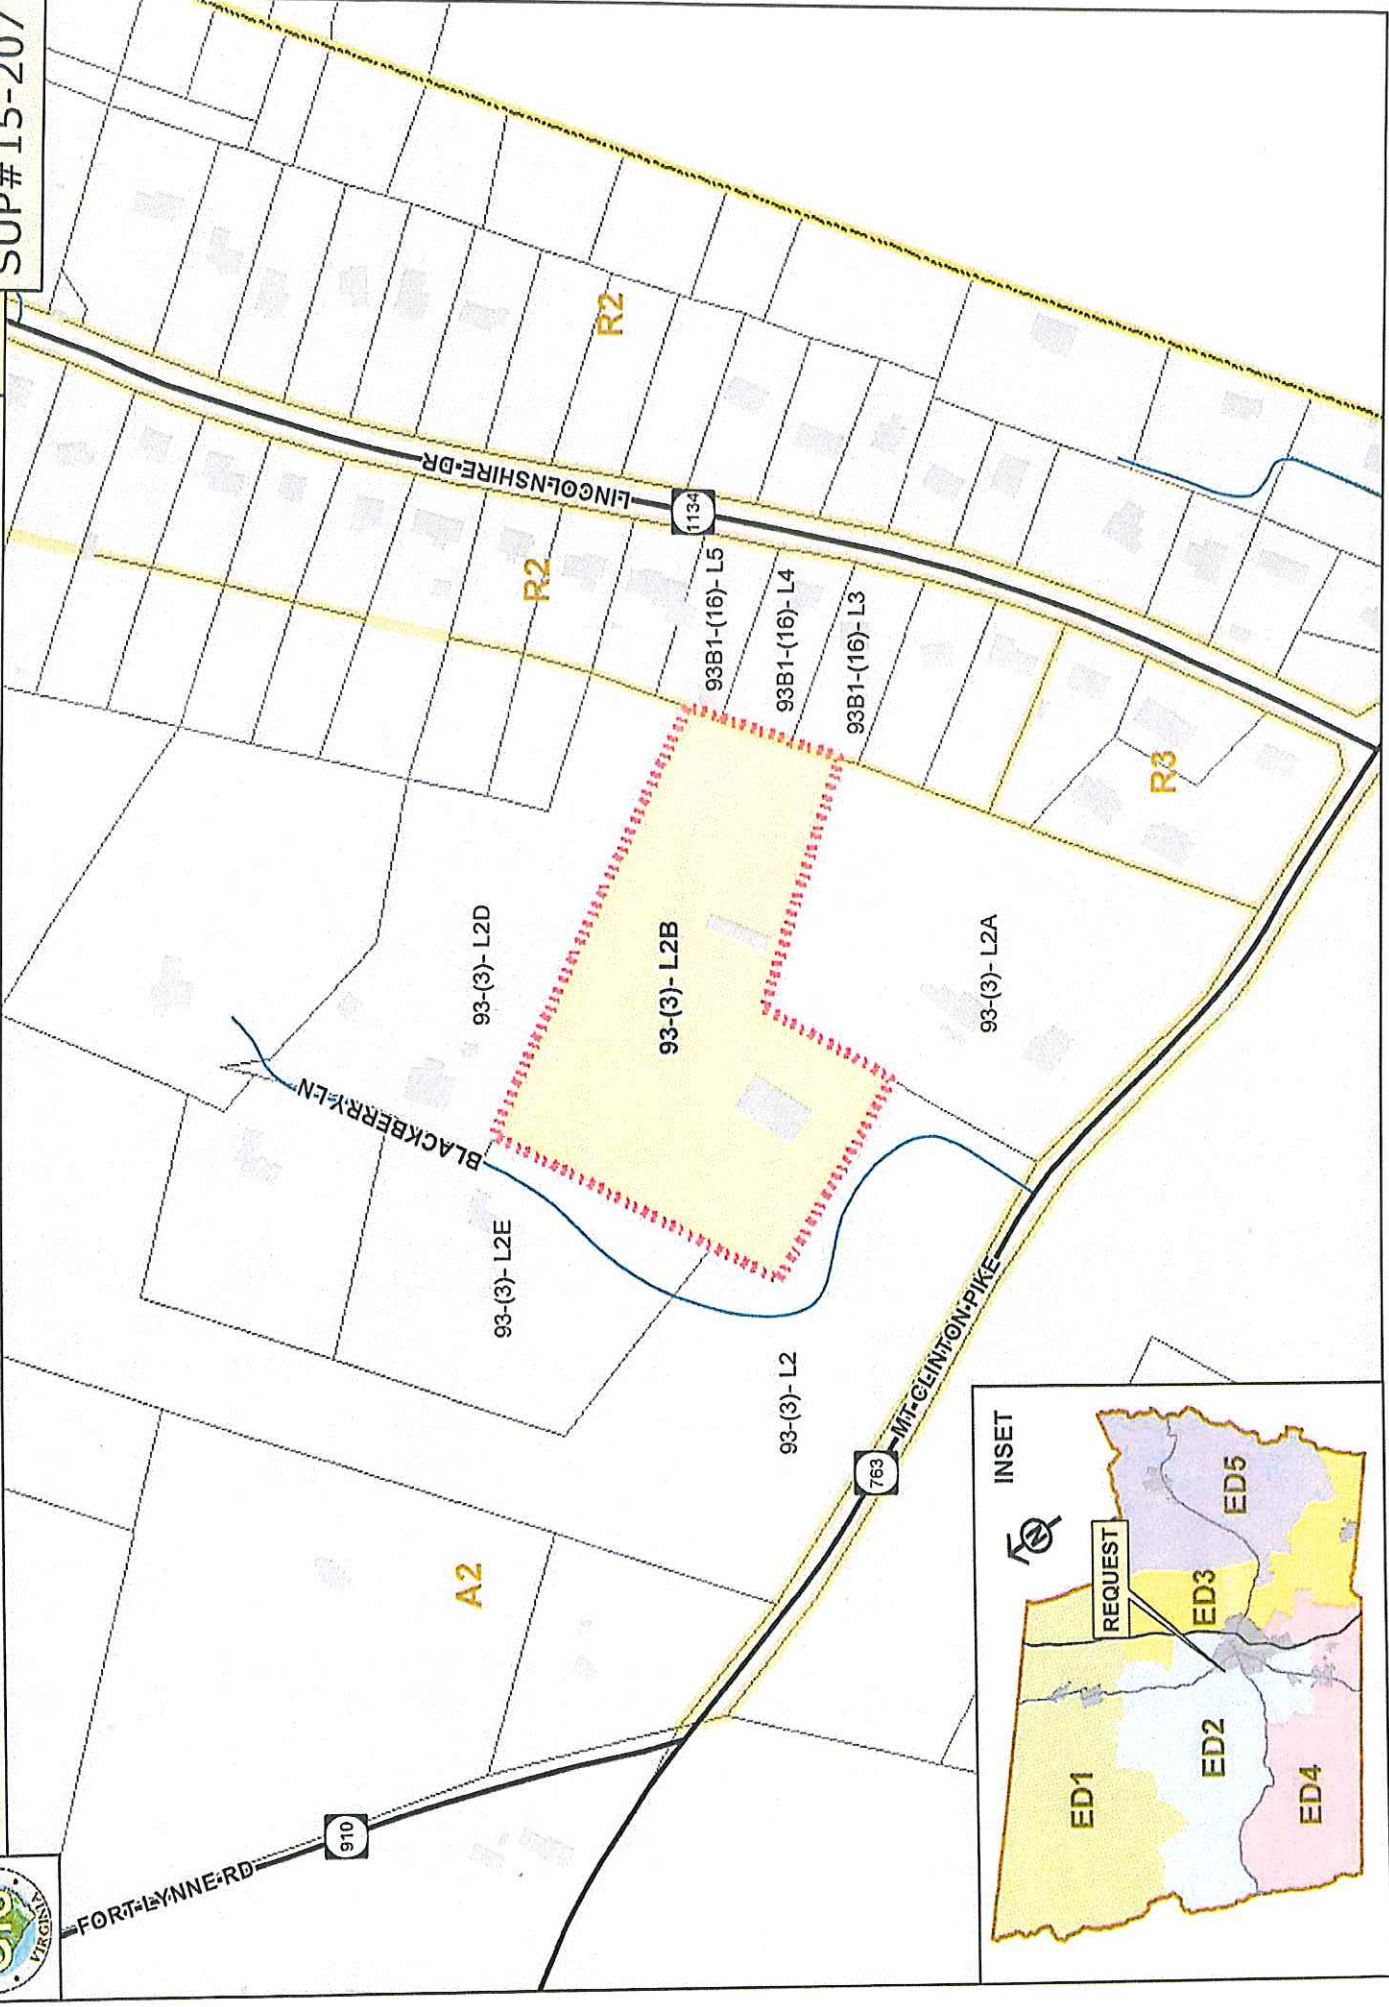 SUP#15-207
VIRGINIA
FORT LYNNE RD
910
A2
BLACKBERRY LN
93-(3)- L2E
93-(3)- L2D
93-(3)- L2B
93-(3)- L2
93-(3)- L2A
R2
R2
LINCOLNSHIRE DR
1134
93B1-(16)- L5
93B1-(16)- L4
93B1-(16)- L3
R3
763
MT CLINTON PIKE
INSET
N
REQUEST
ED1
ED2
ED3
ED4
ED5